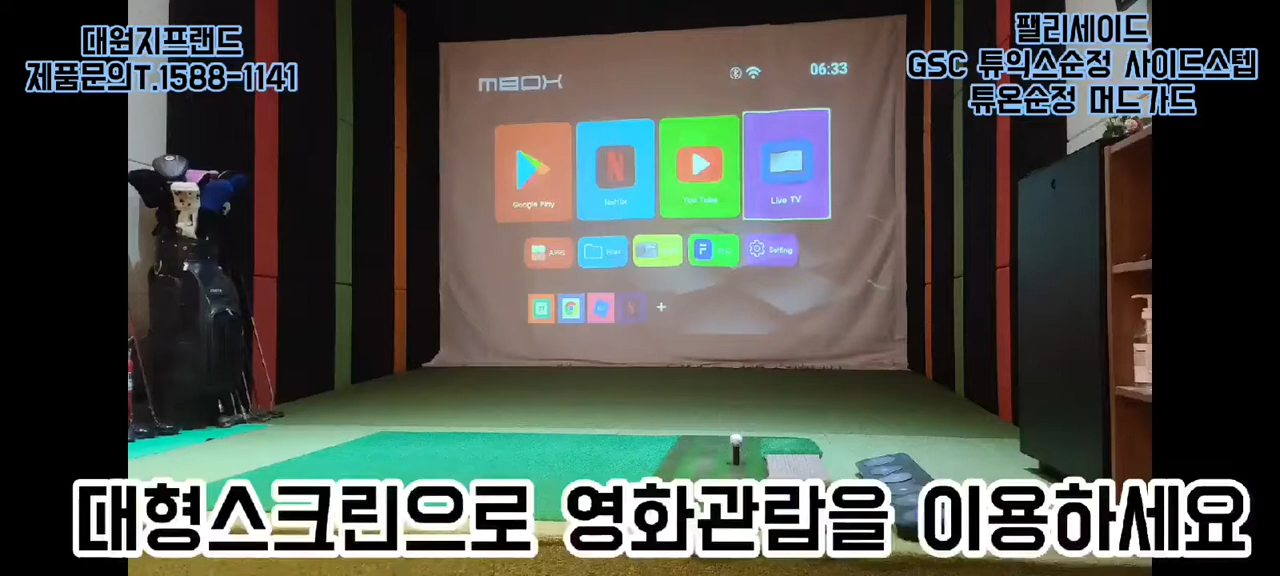 대원지프랜드
제품문의T.1588-1141
팰리세이드
GSC 튜익스순정 사이드스텝
튜온순정 머드가드
MBOX
06:33
Google Play
Netflix
You Tube
Live TV
Setting
대형스크린으로 영화관람을 이용하세요